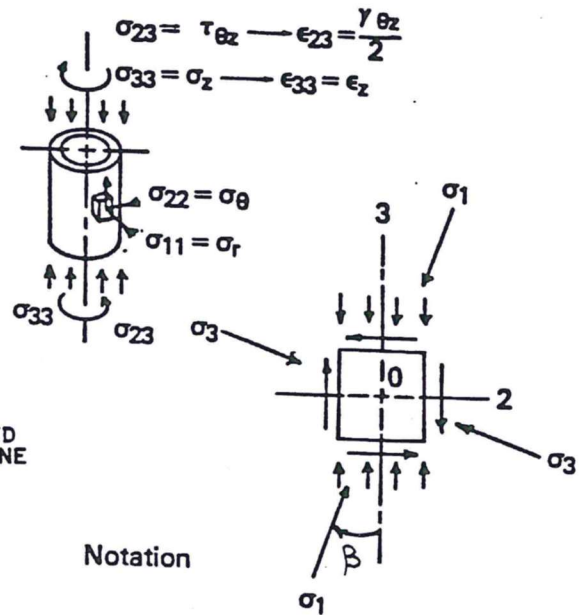 σ23 = τθz → ϵ23 = γθz/2
σ33 = σz → ϵ33 = ϵz
σ22 = σθ
σ11 = σr
σ33
σ23
σ1
3
σ3
0
2
σ3
D
NE
Notation
β
σ1